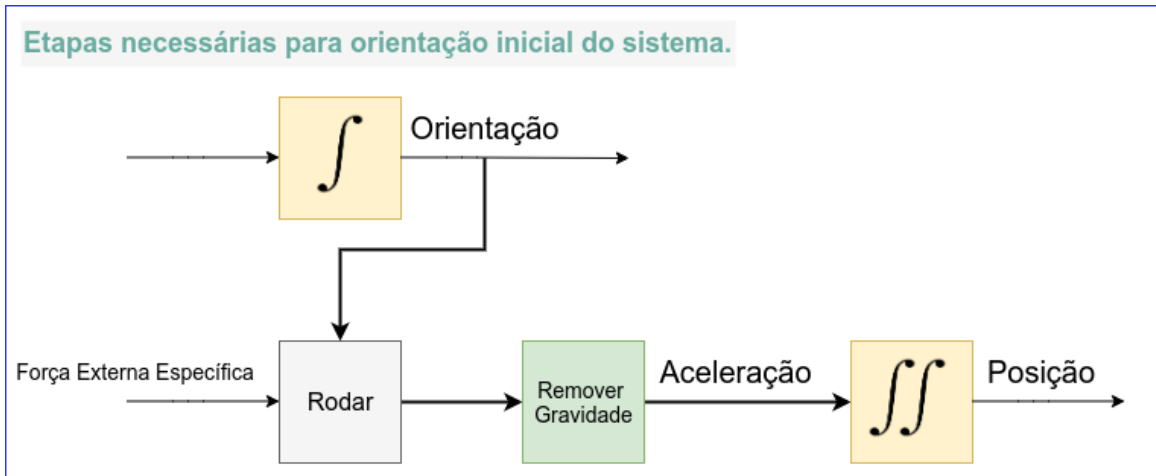 Etapas necessárias para orientação inicial do sistema.
∫
Orientação
Força Externa Específica
Rodar
Remover
Gravidade
Aceleração
∬
Posição